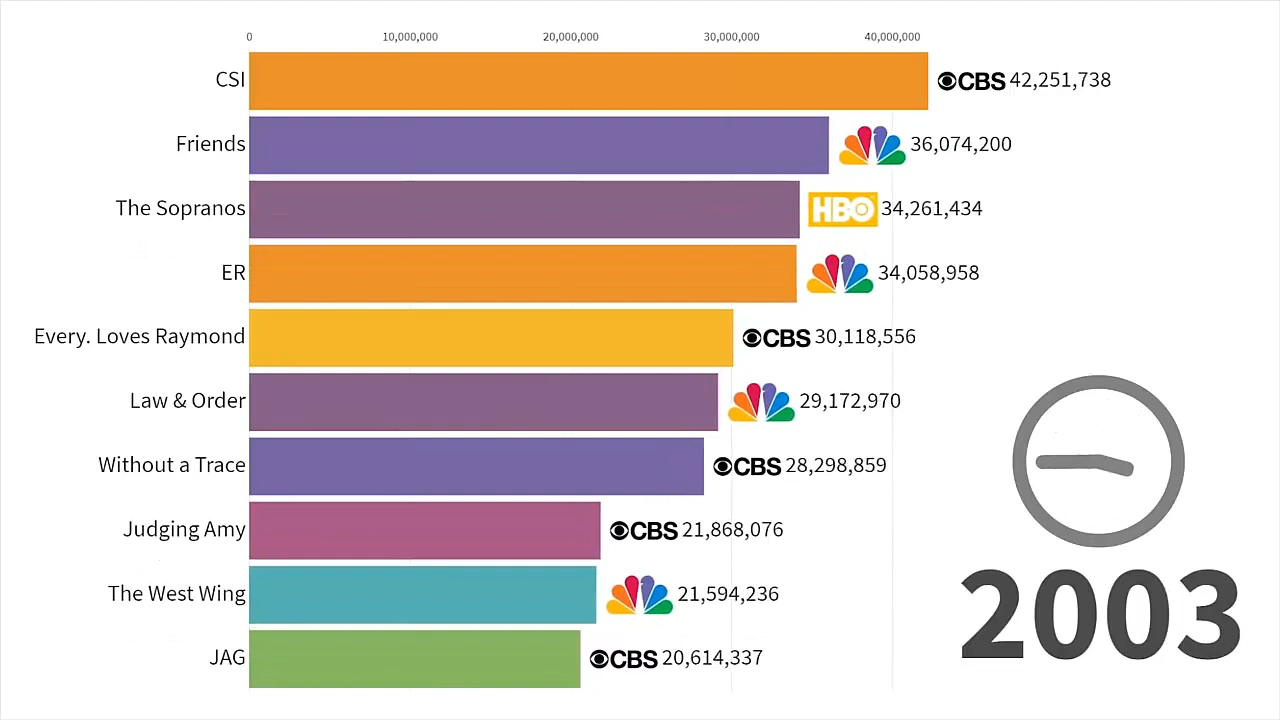 0 10,000,000 20,000,000 30,000,000 40,000,000
CSI CBS 42,251,738
Friends 36,074,200
The Sopranos HBO 34,261,434
ER 34,058,958
Every. Loves Raymond CBS 30,118,556
Law & Order 29,172,970
Without a Trace CBS 28,298,859
Judging Amy CBS 21,868,076
The West Wing 21,594,236
JAG CBS 20,614,337
2003